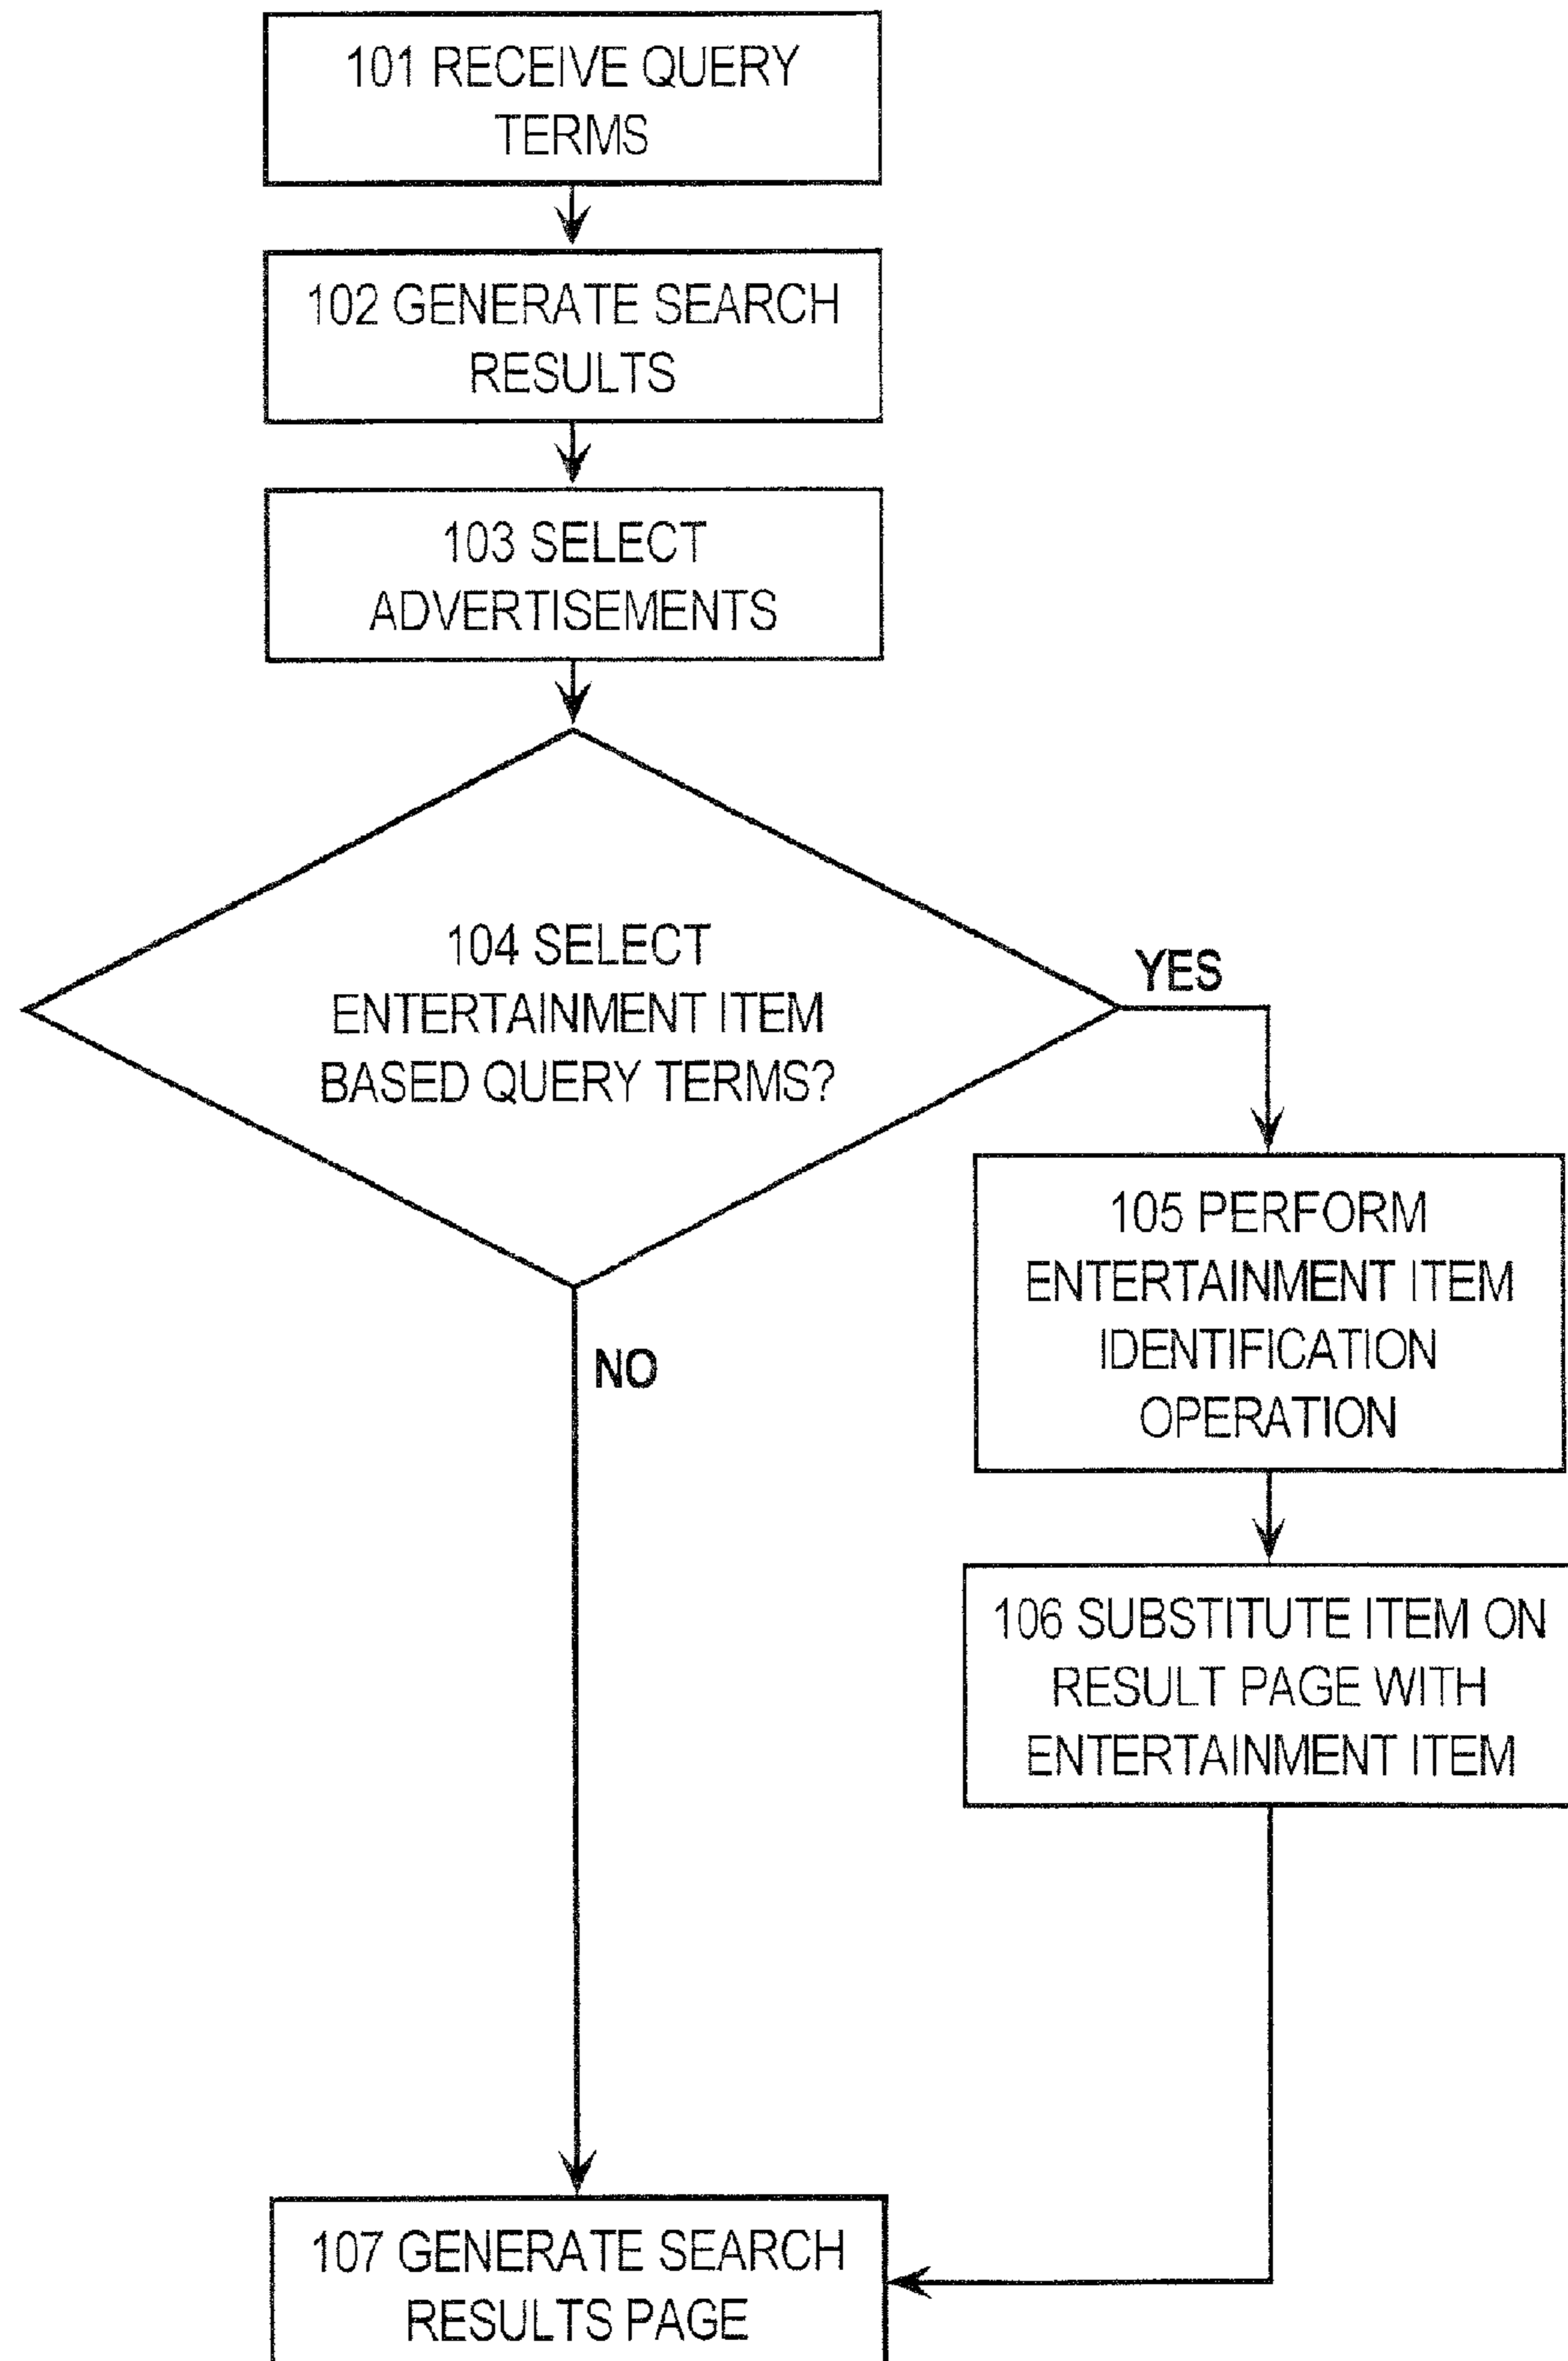 101 RECEIVE QUERY
TERMS
102 GENERATE SEARCH
RESULTS
103 SELECT
ADVERTISEMENTS
104 SELECT
ENTERTAINMENT ITEM
BASED QUERY TERMS?
YES
NO
105 PERFORM
ENTERTAINMENT ITEM
IDENTIFICATION
OPERATION
106 SUBSTITUTE ITEM ON
RESULT PAGE WITH
ENTERTAINMENT ITEM
107 GENERATE SEARCH
RESULTS PAGE